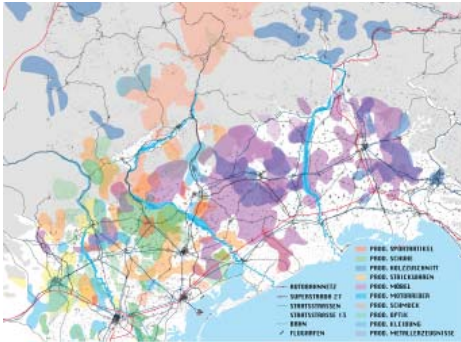 AUTOBAHNNETZ
SUPERSTRADA 27
STAATSSTRASSEN
STAATSSTRASSE 13
BAHN
FLUGHAFEN
PROD. SPORTARTIKEL
PROD. SCHUHE
PROD. HOLZZUSCHNITT
PROD. STRICKWAREN
PROD. MÖBEL
PROD. MOTORRÄDER
PROD. SCHMUCK
PROD. OPTIK
PROD. KLEIDUNG
PROD. METALLERZEUGNISSE